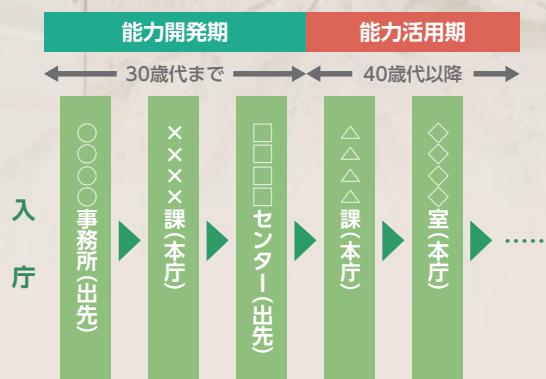 能力開発期
能力活用期
30歳代まで
40歳代以降
入庁
○○○○事務所(出先)
××××課(本庁)
□□□□センター(出先)
△△△△課(本庁)
◇◇◇◇室(本庁)
……